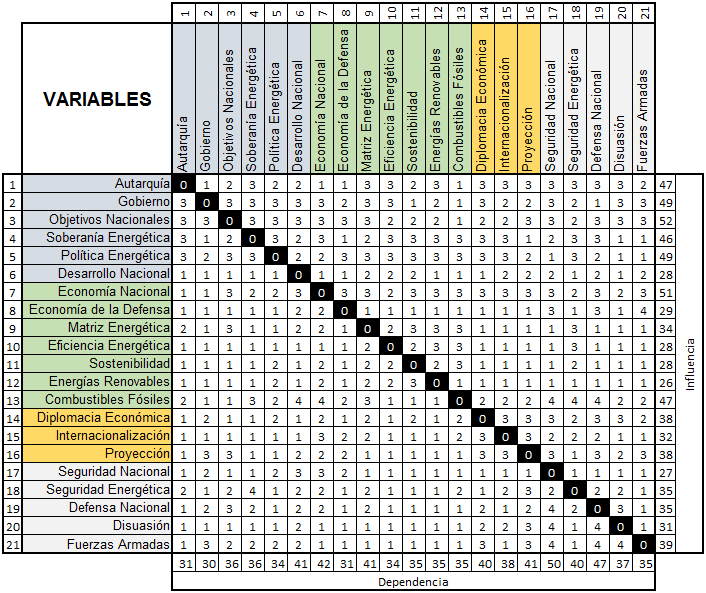 1 2 3 4 5 6 7 8 9 10 11 12 13 14 15 16 17 18 19 20 21
VARIABLES Autarquía Gobierno Objetivos Nacionales Soberanía Energética Política Energética Desarrollo Nacional Economía Nacional Economía de la Defensa Matriz Energética Eficiencia Energética Sostenibilidad Energías Renovables Combustibles Fósiles Diplomacia Económica Internacionalización Proyección Seguridad Nacional Seguridad Energética Defensa Nacional Disuasión Fuerzas Armadas
1 Autarquía 0 1 2 3 2 2 1 1 3 3 2 3 1 3 3 3 3 3 3 3 2 47
2 Gobierno 3 0 3 3 3 2 2 2 3 3 1 2 1 3 2 2 3 2 3 3 3 49
3 Objetivos Nacionales 3 3 0 3 3 3 3 3 3 2 2 2 1 2 2 3 3 2 3 3 3 52
4 Soberanía Energética 3 1 2 0 3 2 3 1 2 3 3 3 3 3 3 1 2 3 3 1 1 46
5 Política Energética 3 2 3 3 0 2 2 1 3 3 3 3 3 3 3 2 1 3 2 2 2 49
6 Desarrollo Nacional 1 1 1 1 1 0 1 1 2 2 2 1 1 1 2 2 2 2 1 2 1 28
7 Economía Nacional 1 1 3 2 2 3 0 3 3 2 3 3 3 3 3 3 3 2 3 2 3 51
8 Economía de la Defensa 1 1 1 1 1 2 2 0 1 1 1 1 1 1 1 1 3 1 3 1 4 29
9 Matriz Energética 2 1 3 1 1 2 2 1 0 2 3 3 3 1 1 1 1 3 1 1 1 34
10 Eficiencia Energética 1 1 1 1 1 1 1 1 2 0 2 3 3 1 1 1 1 3 1 1 1 28
11 Sostenibilidad 1 1 1 1 2 1 2 1 2 2 0 2 3 1 1 1 1 2 1 1 1 28
12 Energías Renovables 1 1 1 1 2 2 1 1 2 2 3 0 1 1 1 1 1 1 1 1 1 26
13 Combustibles Fósiles 2 1 1 3 2 4 4 2 3 1 1 1 0 2 2 2 4 4 4 2 2 47
14 Diplomacia Económica 1 2 1 1 2 1 2 1 2 1 2 1 2 0 3 3 3 2 3 3 2 38
15 Internacionalización 1 1 1 1 1 1 3 2 2 1 1 1 2 3 0 3 2 2 2 1 1 32
16 Proyección 1 3 3 1 1 2 2 2 1 2 1 1 1 3 3 0 3 1 3 2 2 38
17 Seguridad Nacional 1 2 1 1 2 3 3 2 1 1 1 1 1 1 1 1 0 1 1 1 1 27
18 Seguridad Energética 2 1 2 4 1 2 2 1 2 1 1 1 2 1 2 3 2 0 2 2 1 35
19 Defensa Nacional 1 2 3 2 1 2 2 1 1 1 1 1 1 1 2 1 4 2 0 3 3 35
20 Disuasión 1 1 1 1 1 2 1 2 1 1 1 1 1 2 2 3 4 1 4 0 1 31
21 Fuerzas Armadas 1 3 2 2 2 2 1 1 1 1 1 1 1 3 1 3 4 1 4 4 0 39
Influencia
31 30 36 36 34 41 42 31 41 34 35 35 35 40 38 41 50 40 47 37 35
Dependencia